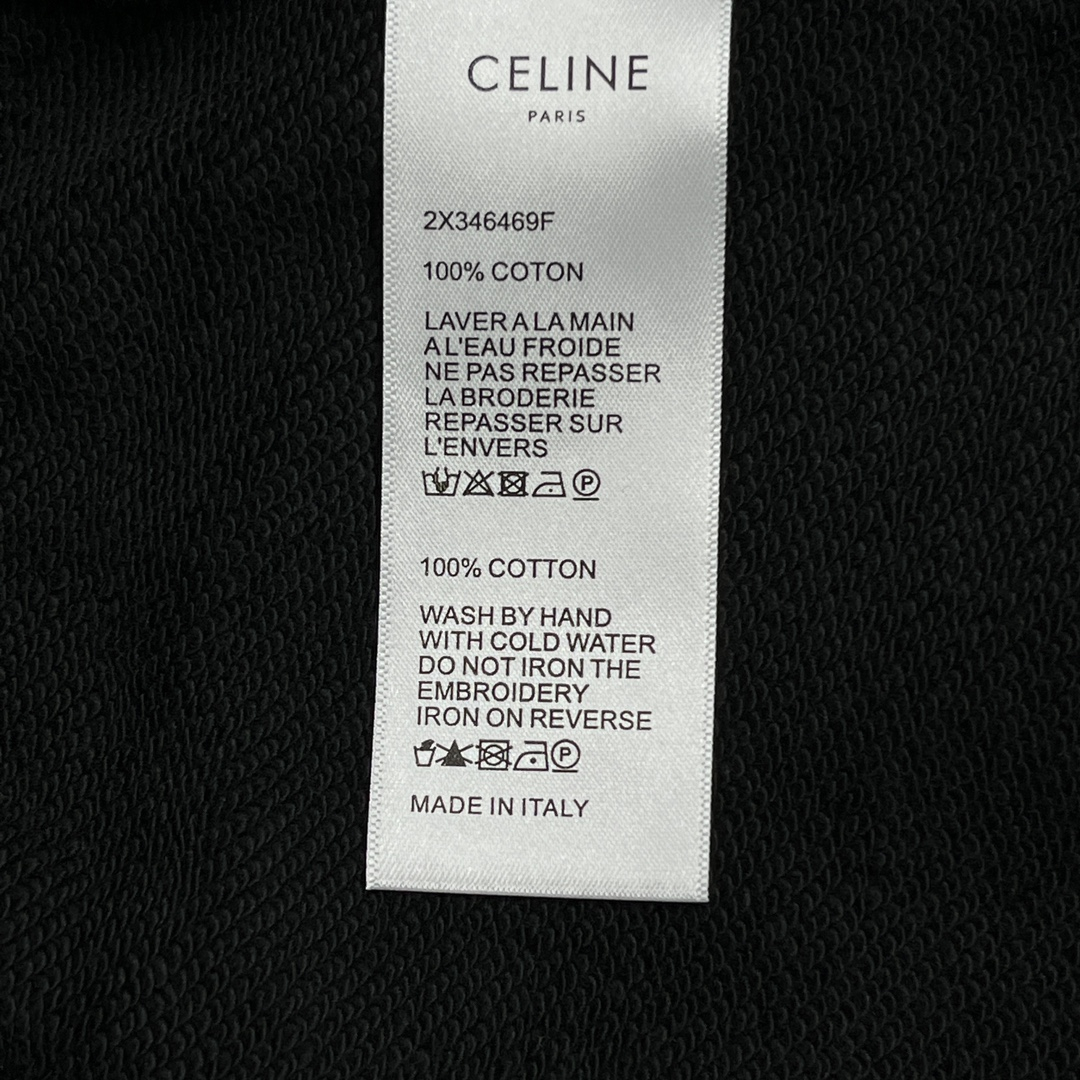 CELINE
PARIS
2X346469F
100% COTON
LAVER A LA MAIN
A L'EAU FROIDE
NE PAS REPASSER
LA BRODERIE
REPASSER SUR
L'ENVERS
P
100% COTTON
WASH BY HAND
WITH COLD WATER
DO NOT IRON THE
EMBROIDERY
IRON ON REVERSE
P
MADE IN ITALY